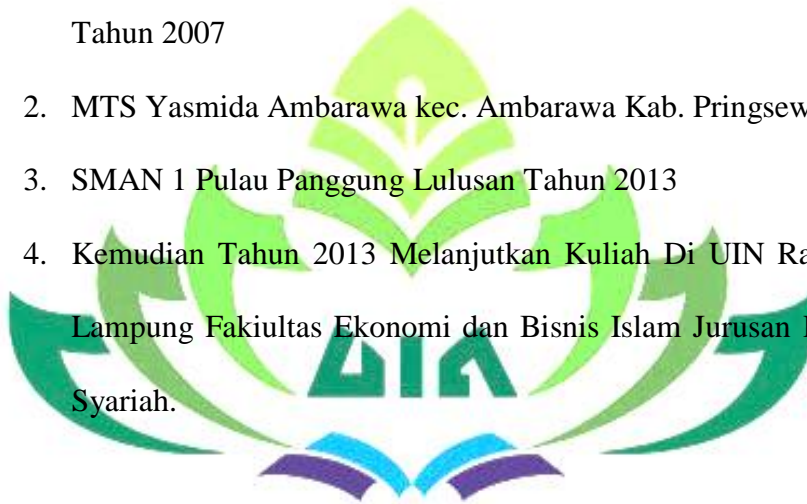 Tahun 2007
2. MTS Yasmida Ambarawa kec. Ambarawa Kab. Pringsew
3. SMAN 1 Pulau Panggung Lulusan Tahun 2013
4. Kemudian Tahun 2013 Melanjutkan Kuliah Di UIN Ra
Lampung Fakiultas Ekonomi dan Bisnis Islam Jurusan
Syariah.
UIN